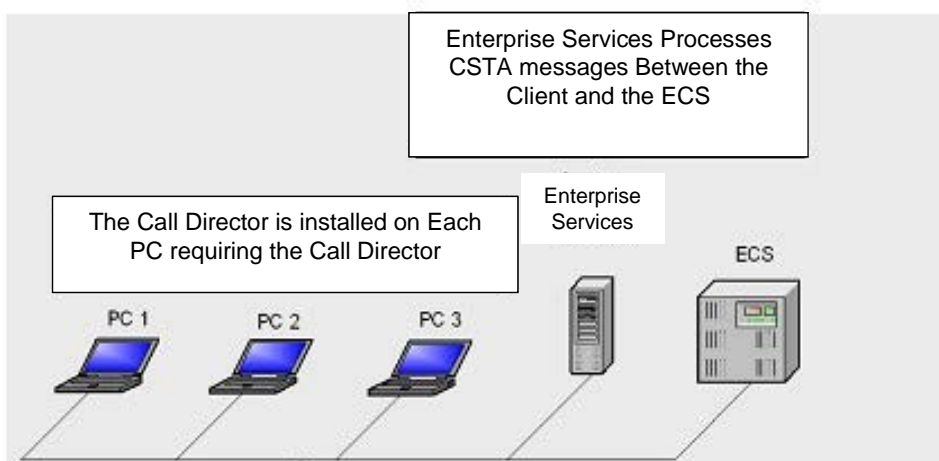 Enterprise Services Processes
CSTA messages Between the
Client and the ECS
Enterprise
Services
The Call Director is installed on Each
PC requiring the Call Director
ECS
PC 1
PC 2
PC 3